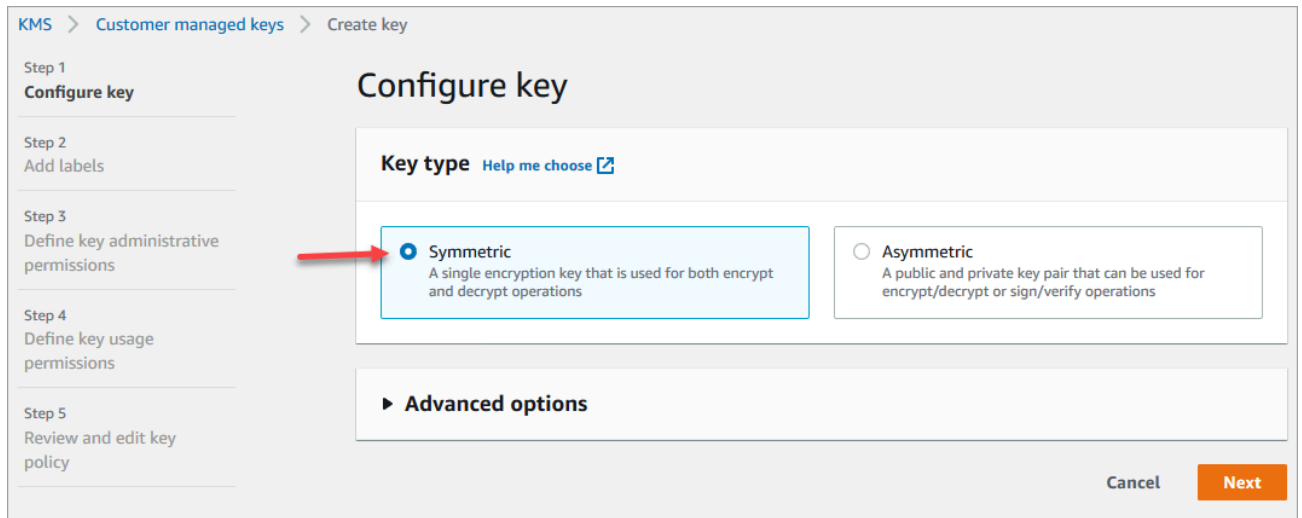 KMS > Customer managed keys > Create key
Step 1
Configure key
Step 2
Add labels
Step 3
Define key administrative
permissions
Step 4
Define key usage
permissions
Step 5
Review and edit key
policy
Configure key
Key type Help me choose
Symmetric
A single encryption key that is used for both encrypt
and decrypt operations
Asymmetric
A public and private key pair that can be used for
encrypt/decrypt or sign/verify operations
Advanced options
Cancel Next